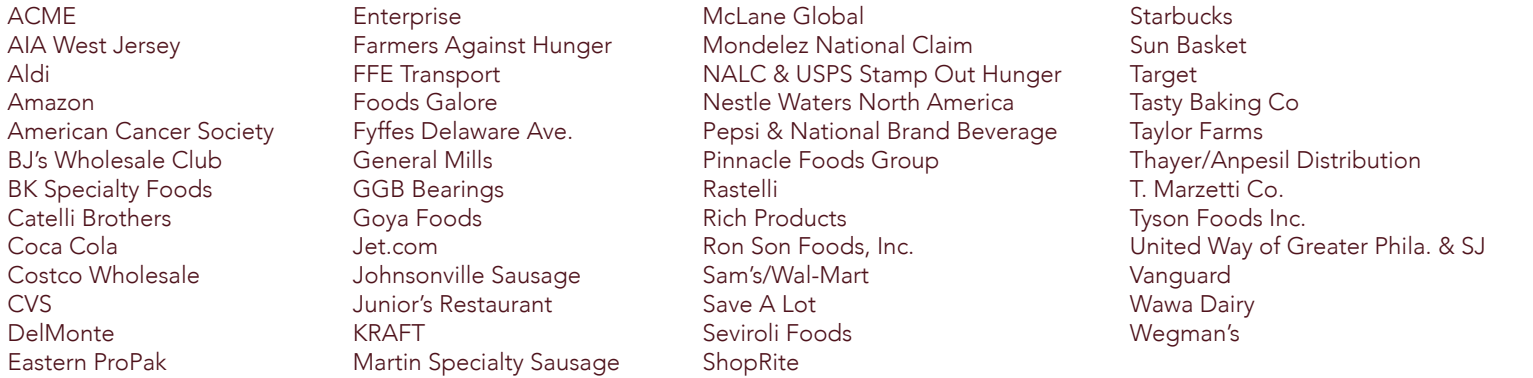 ACME
AIA West Jersey
Aldi
Amazon
American Cancer Society
BJ’s Wholesale Club
BK Specialty Foods
Catelli Brothers
Coca Cola
Costco Wholesale
CVS
DelMonte
Eastern ProPak
Enterprise
Farmers Against Hunger
FFE Transport
Foods Galore
Fyffes Delaware Ave.
General Mills
GGB Bearings
Goya Foods
Jet.com
Johnsonville Sausage
Junior’s Restaurant
KRAFT
Martin Specialty Sausage
McLane Global
Mondelez National Claim
NALC & USPS Stamp Out Hunger
Nestle Waters North America
Pepsi & National Brand Beverage
Pinnacle Foods Group
Rastelli
Rich Products
Ron Son Foods, Inc.
Sam’s/Wal-Mart
Save A Lot
Seviroli Foods
ShopRite
Starbucks
Sun Basket
Target
Tasty Baking Co
Taylor Farms
Thayer/Anpesil Distribution
T. Marzetti Co.
Tyson Foods Inc.
United Way of Greater Phila. & SJ
Vanguard
Wawa Dairy
Wegman’s